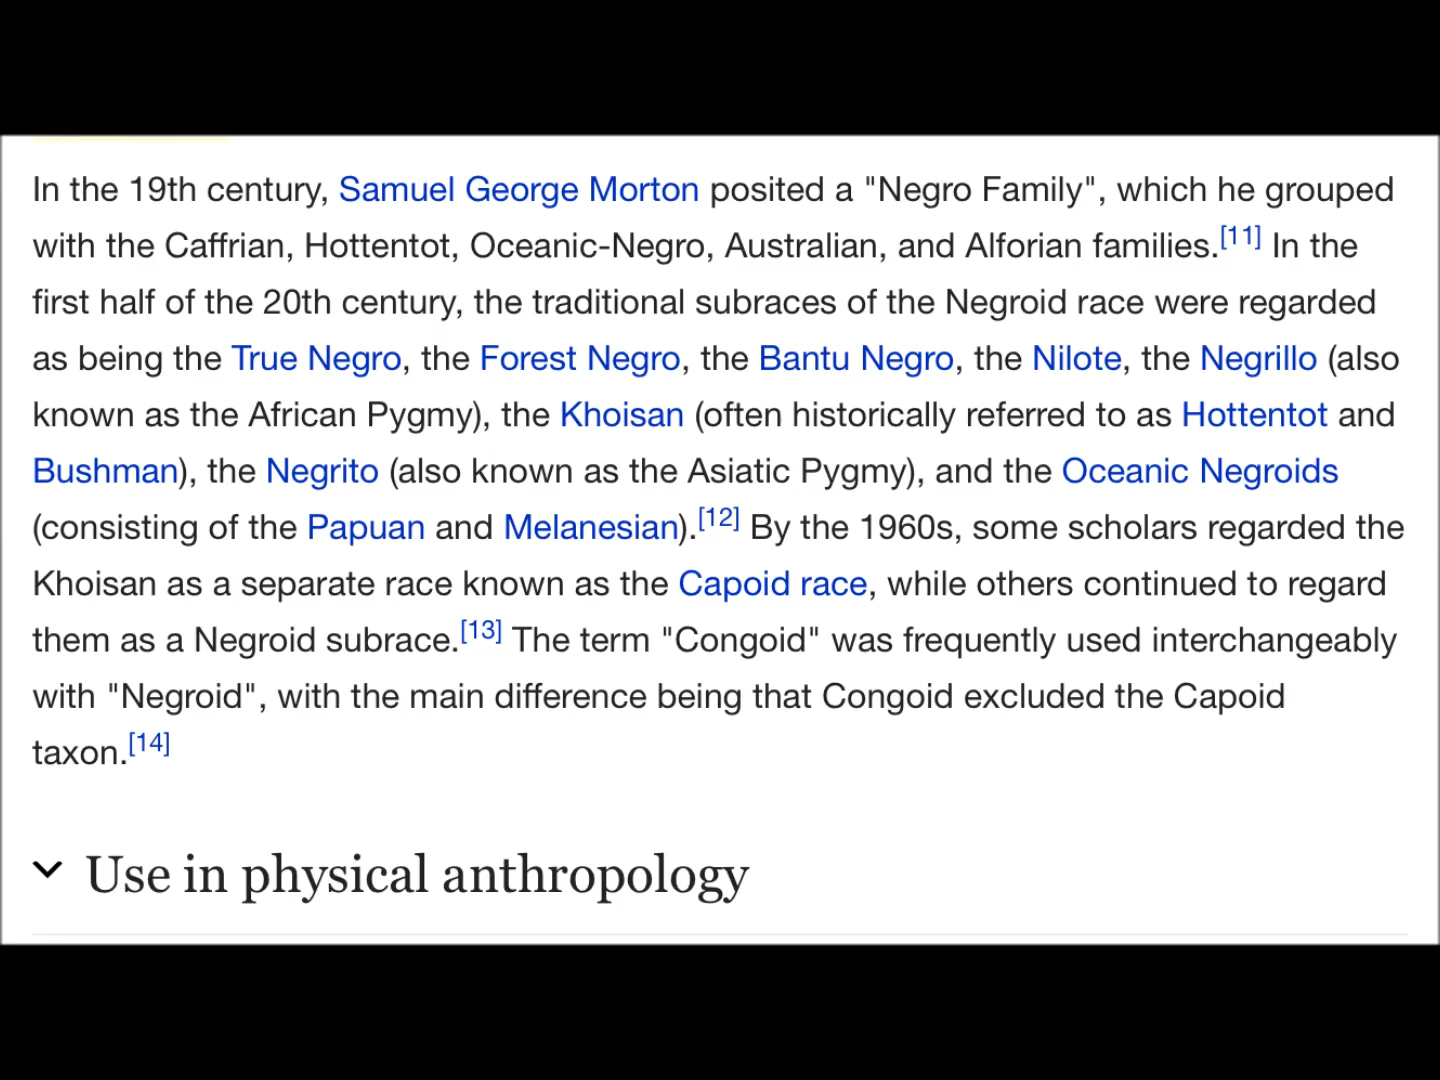 In the 19th century, Samuel George Morton posited a "Negro Family", which he grouped
with the Caffrian, Hottentot, Oceanic-Negro, Australian, and Alforian families.[11] In the
first half of the 20th century, the traditional subraces of the Negroid race were regarded
as being the True Negro, the Forest Negro, the Bantu Negro, the Nilote, the Negrillo (also
known as the African Pygmy), the Khoisan (often historically referred to as Hottentot and
Bushman), the Negrito (also known as the Asiatic Pygmy), and the Oceanic Negroids
(consisting of the Papuan and Melanesian).[12] By the 1960s, some scholars regarded the
Khoisan as a separate race known as the Capoid race, while others continued to regard
them as a Negroid subrace.[13] The term "Congoid" was frequently used interchangeably
with "Negroid", with the main difference being that Congoid excluded the Capoid
taxon.[14]
Use in physical anthropology